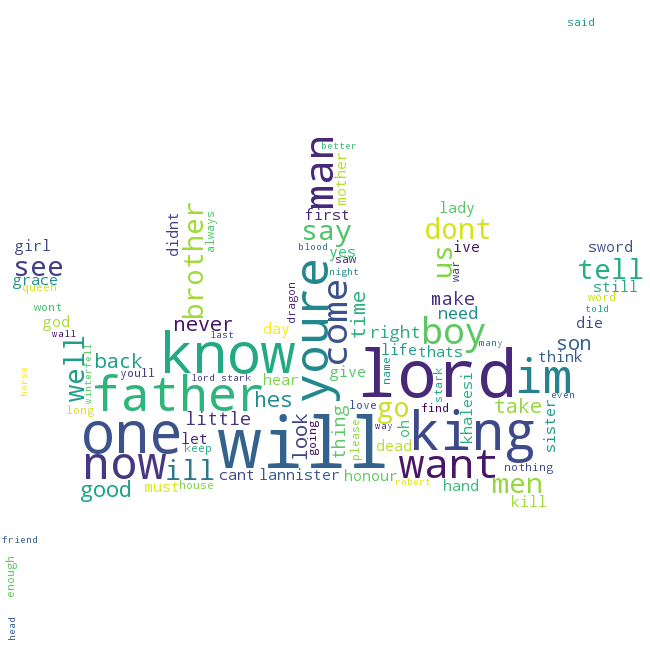 said
better
man
mother
first
brother
didnt
always
lady
say
dont
girl
blood
yes
us
ive
sword
see
saw
war
tell
grace
night
queen
youre
come
dragon
make
still
word
wont
time
need
told
god
never
right
boy
die
wall
last
day
many
son
well
winterfell
back
know
life
thats
think
youll
lord stark
hear
give
name
lord
stark
khaleesi
im
even
horse
father
hes
love
find
take
long
go
one
little
will
look
going
thing
please
way
oh
king
sister
let
keep
dead
now
ill
cant
lannister
honour
want
nothing
good
must
house
robert
hand
men
kill
friend
enough
head